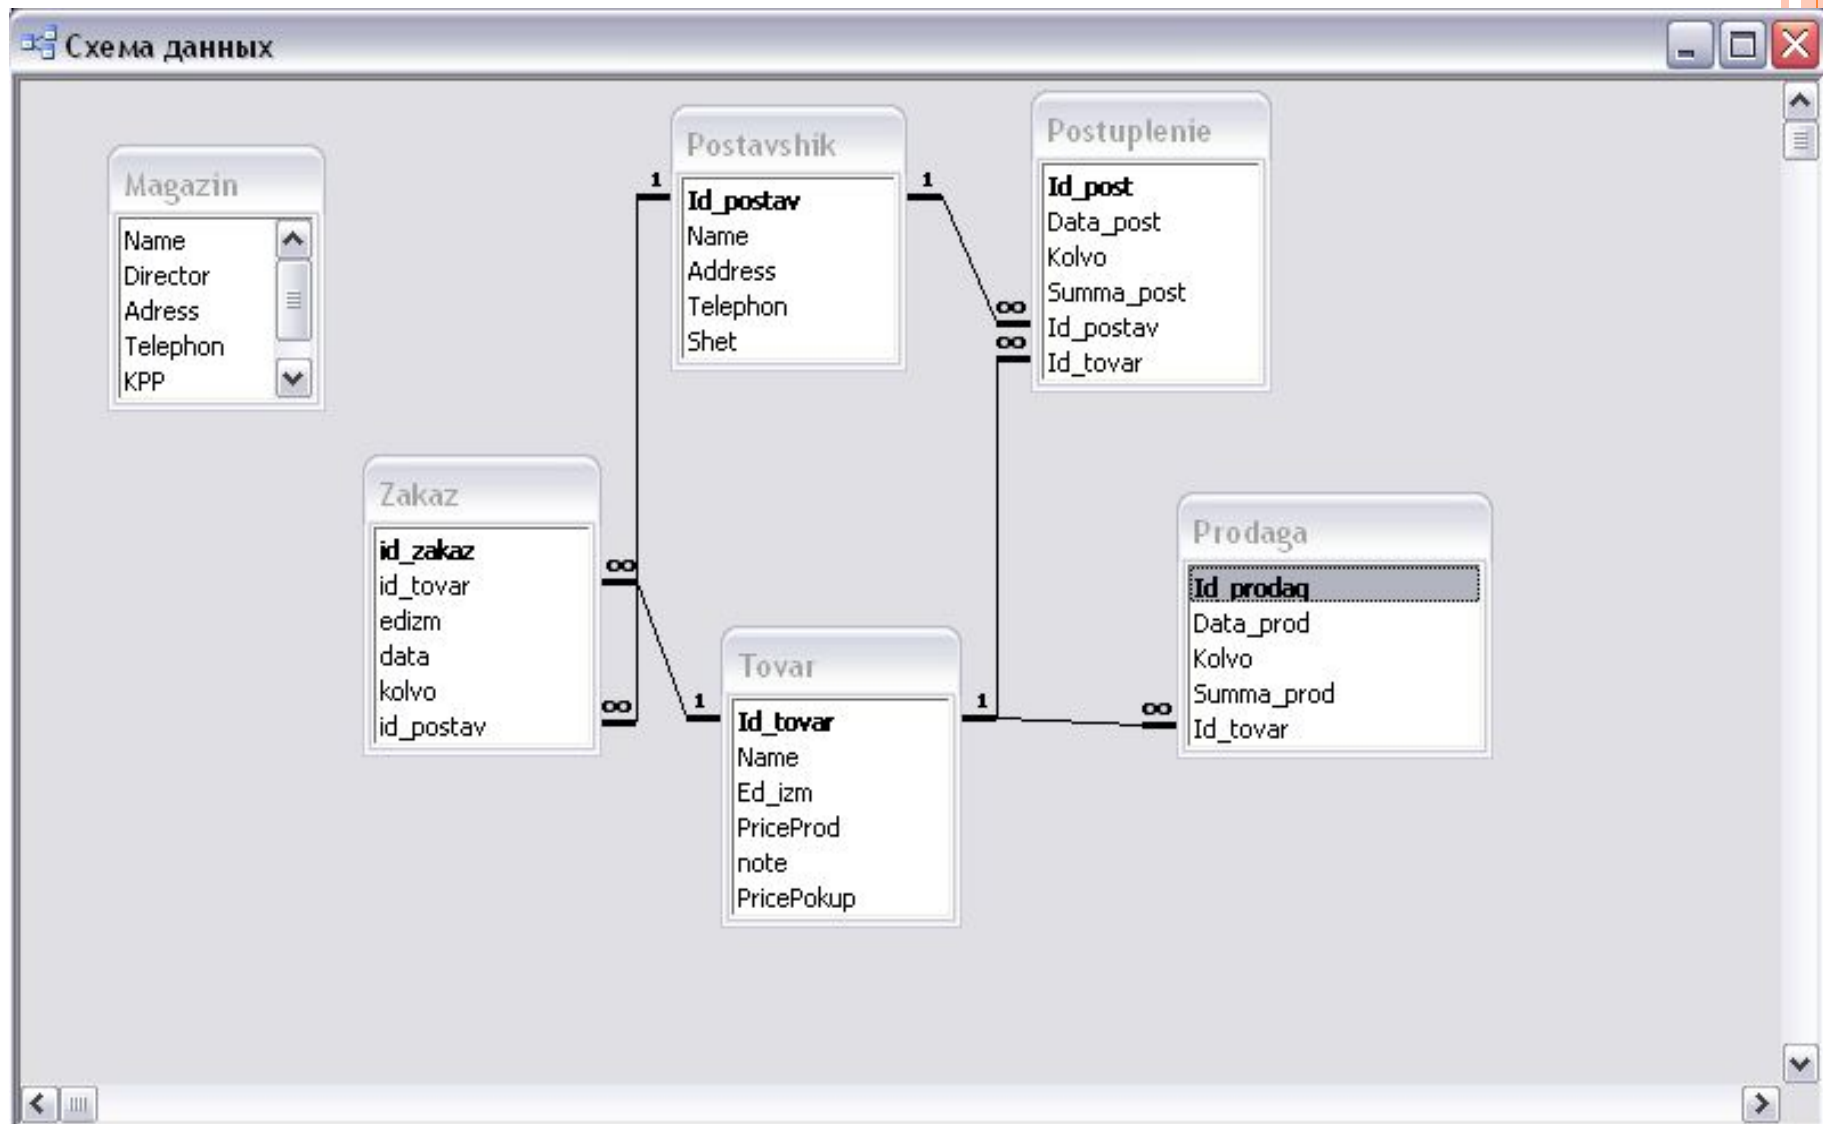 Схема данных
Magazin
Name
Director
Adress
Telephon
KPP
Postavshik
Id_postav
Name
Address
Telephon
Shet
Postuplenie
Id_post
Data_post
Kolvo
Summa_post
Id_postav
Id_tovar
1
1
∞
∞
Zakaz
id_zakaz
id_tovar
edizm
data
kolvo
id_postav
∞
∞
Tovar
Id_tovar
Name
Ed_izm
PriceProd
note
PricePokup
1
1
Prodaga
Id_prodaq
Data_prod
Kolvo
Summa_prod
Id_tovar
∞